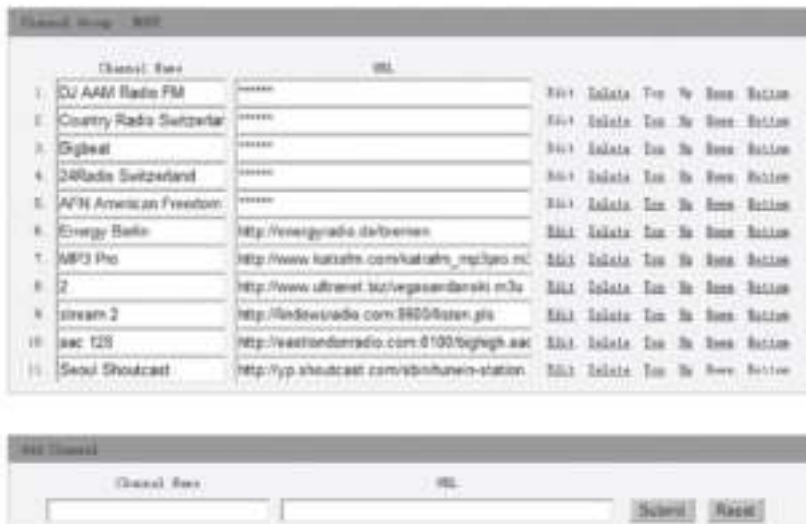 Channel Group
Channel Name URL
1. DJ AAM Radio FM ****** Edit Delete Top Up Down Bottom
2. Country Radio Switzerlan ****** Edit Delete Top Up Down Bottom
3. Bigbeat ****** Edit Delete Top Up Down Bottom
4. 24Radio Switzerland ****** Edit Delete Top Up Down Bottom
5. AFN American Freedom ****** Edit Delete Top Up Down Bottom
6. Energy Berlin http://energyradio.de/bremen Edit Delete Top Up Down Bottom
7. MP3 Pro Edit Delete Top Up Down Bottom
8. 2 Edit Delete Top Up Down Bottom
9. stream 2 Edit Delete Top Up Down Bottom
10. aac 128 Edit Delete Top Up Down Bottom
11. Seoul Shoutcast http://yp.shoutcast.com/sbin/tunein-station. Edit Delete Top Up Down Bottom
Add Channel
Channel Name URL
Submit Reset